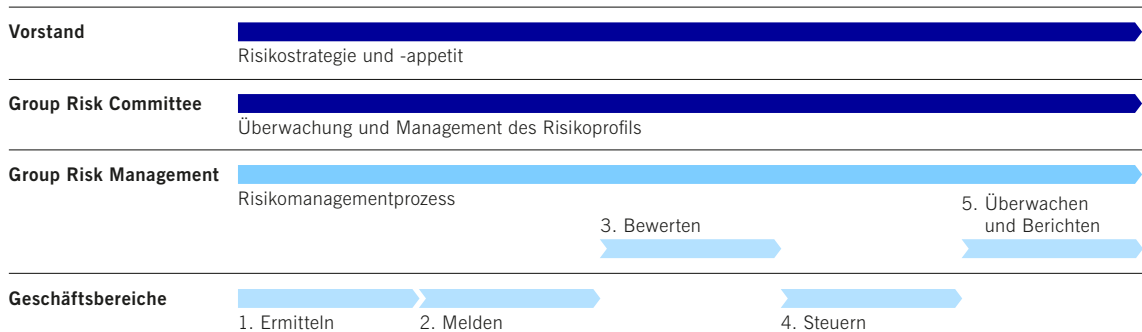 Vorstand
Risikostrategie und -appetit
Group Risk Committee
Überwachung und Management des Risikoprofils
Group Risk Management
Risikomanagementprozess
3. Bewerten
5. Überwachen
und Berichten
Geschäftsbereiche
1. Ermitteln
2. Melden
4. Steuern